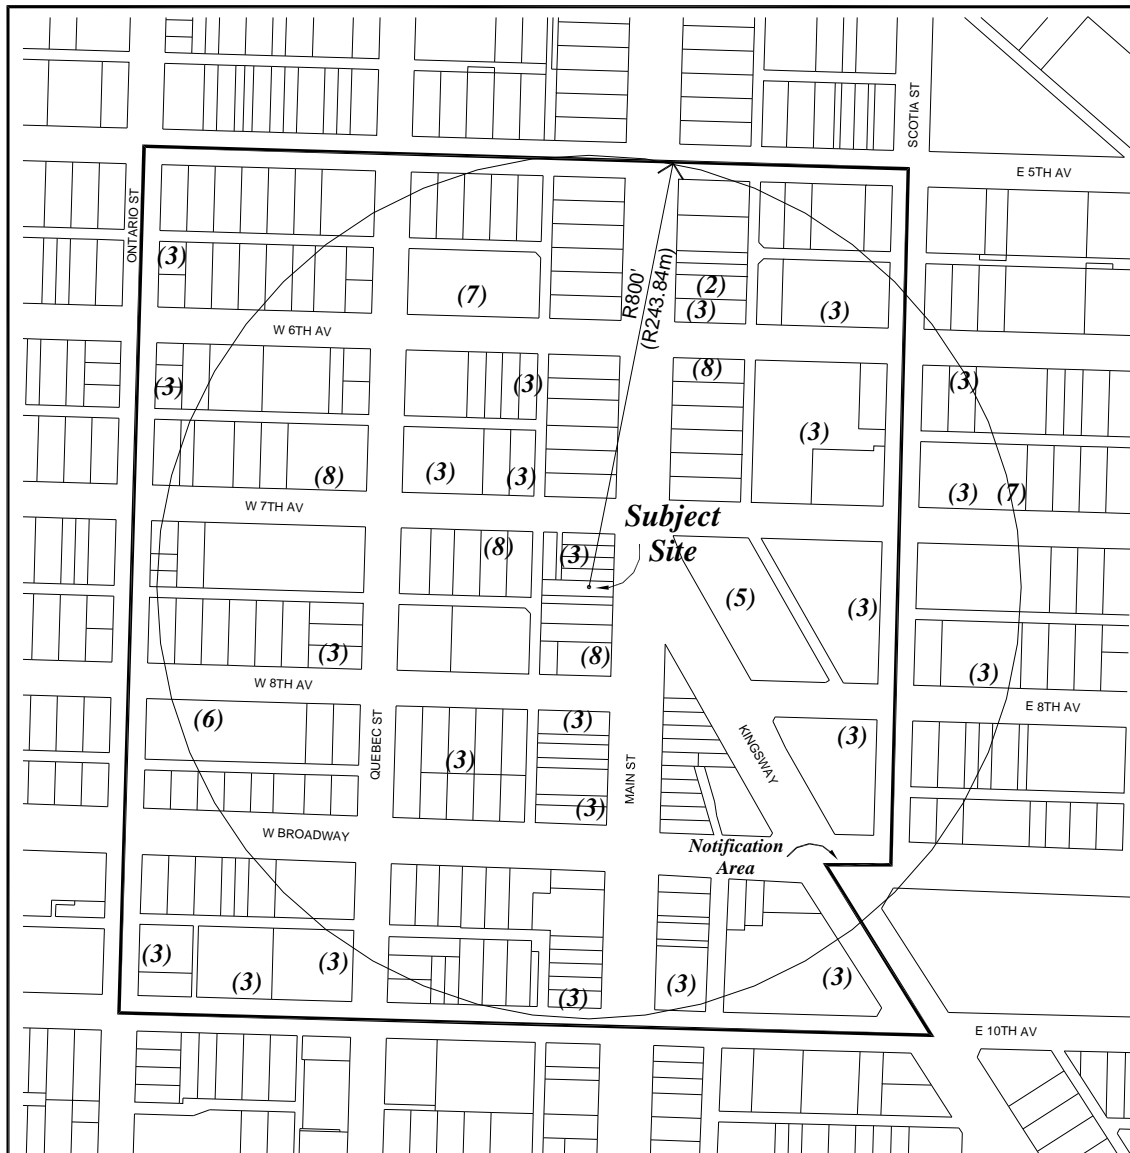 SCOTIA ST
E 5TH AV
ONTARIO ST
(3)
(7)
(2)
(3)
(3)
R800'
(R243.84m)
W 6TH AV
(3)
(3)
(8)
(3)
(3)
(8)
(3)
(3)
(3)
(7)
W 7TH AV
Subject
Site
(8)
(3)
(5)
(3)
(3)
(8)
(3)
W 8TH AV
E 8TH AV
(6)
(3)
(3)
(3)
QUEBEC ST
MAIN ST
KINGSWAY
(3)
W BROADWAY
Notification
Area
(3)
(3)
(3)
(3)
(3)
(3)
E 10TH AV